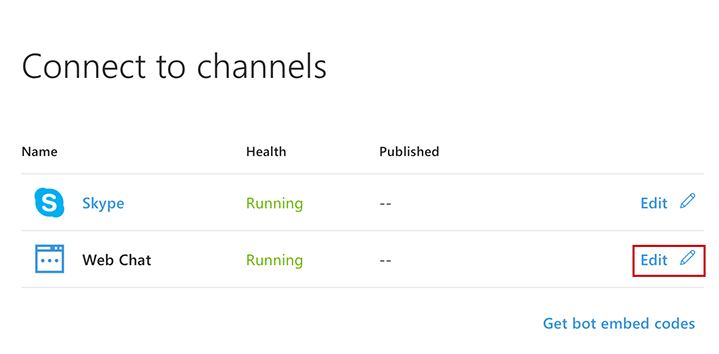 Connect to channels
Name Health Published
Skype Running -- Edit
Web Chat Running -- Edit
Get bot embed codes